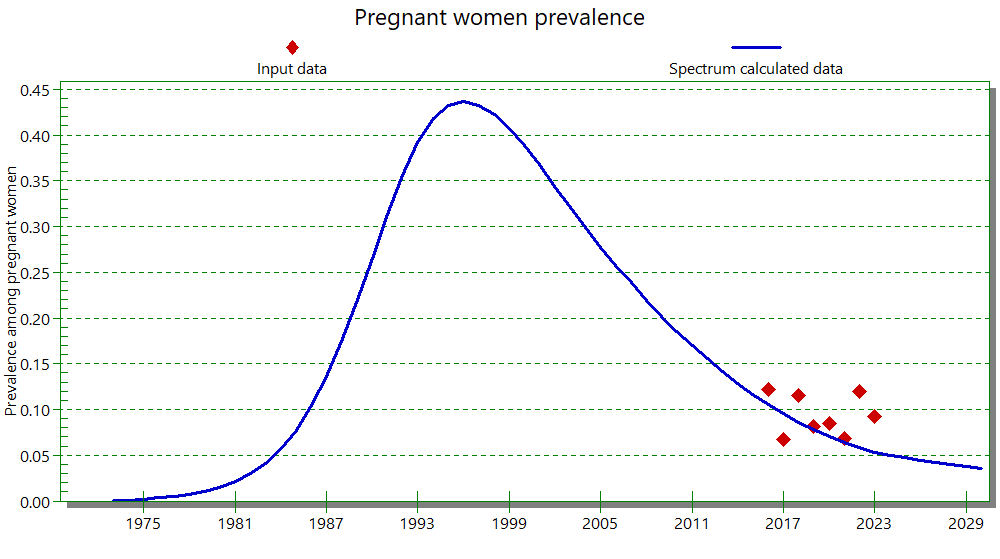 Pregnant women prevalence
Input data
Spectrum calculated data
Prevalence among pregnant women
0.45
0.40
0.35
0.30
0.25
0.20
0.15
0.10
0.05
0.00
1975 1981 1987 1993 1999 2005 2011 2017 2023 2029